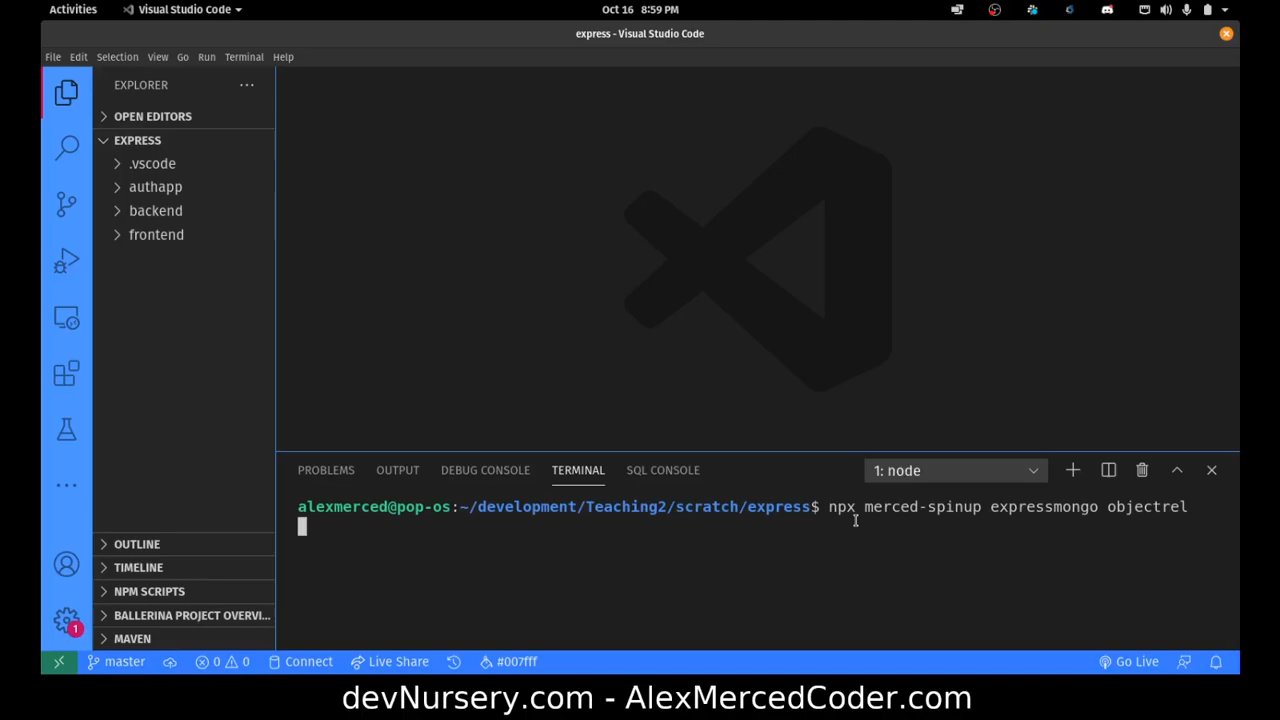 Activities
Visual Studio Code
Oct 16 8:59 PM
express - Visual Studio Code
File Edit Selection View Go Run Terminal Help
EXPLORER
OPEN EDITORS
EXPRESS
.vscode
authapp
backend
frontend
OUTLINE
TIMELINE
NPM SCRIPTS
BALLERINA PROJECT OVERVI...
MAVEN
PROBLEMS OUTPUT DEBUG CONSOLE TERMINAL SQL CONSOLE
1: node
alexmerced@pop-os:~/development/Teaching2/scratch/express$ npx merced-spinup expressmongo objectrel
1
master 0 0 Connect Live Share #007fff Go Live
devNursery.com - AlexMercedCoder.com